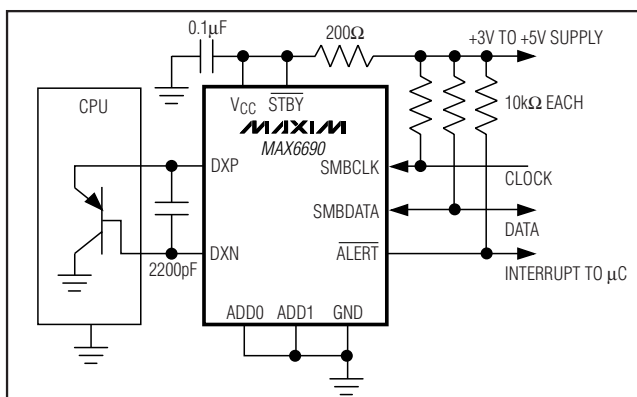 0.1µF
200Ω
+3V TO +5V SUPPLY
CPU
VCC
STBY
10kΩ EACH
MAXIM
MAX6690
DXP
SMBCLK
CLOCK
SMBDATA
DATA
2200pF
DXN
ALERT
INTERRUPT TO µC
ADD0
ADD1
GND